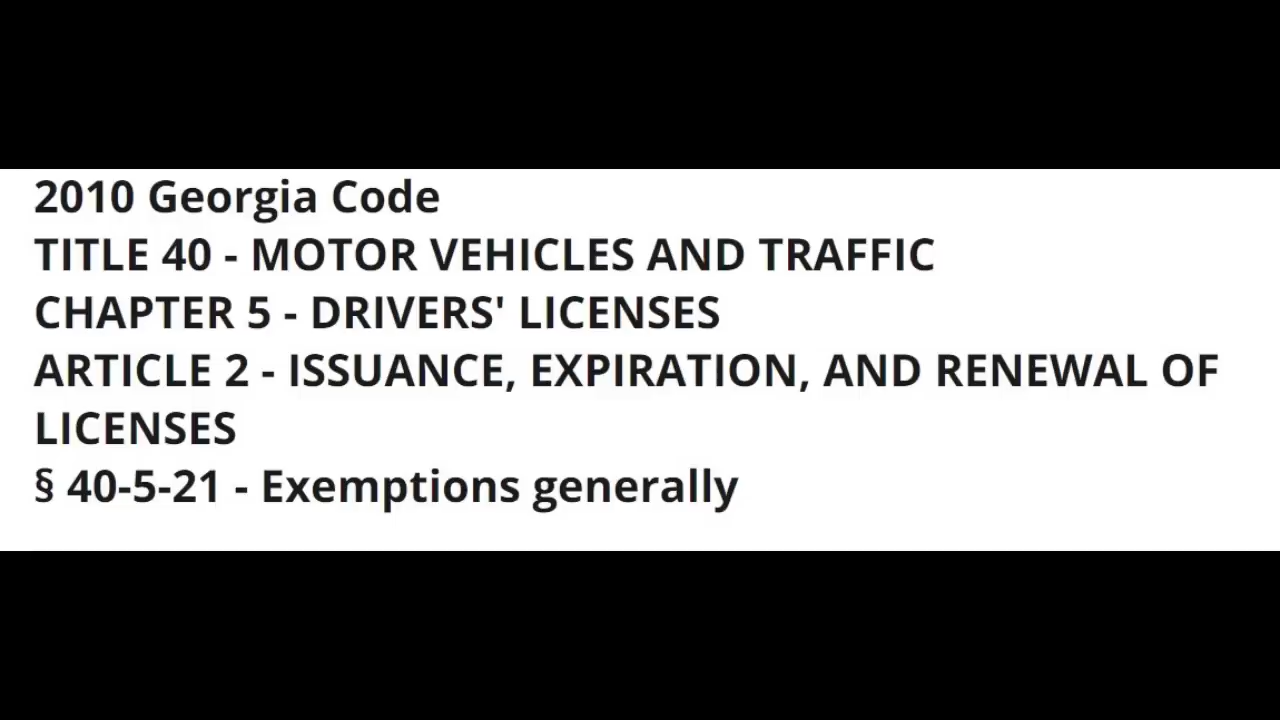 2010 Georgia Code
TITLE 40 - MOTOR VEHICLES AND TRAFFIC
CHAPTER 5 - DRIVERS' LICENSES
ARTICLE 2 - ISSUANCE, EXPIRATION, AND RENEWAL OF
LICENSES
§ 40-5-21 - Exemptions generally